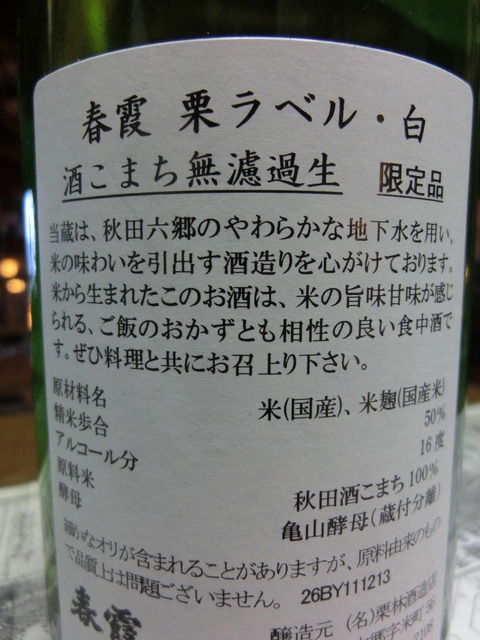 春霞 栗ラベル・白
酒こまち無濾過生 限定品
当蔵は、秋田六郷のやわらかな地下水を用い、
米の味わいを引出す酒造りを心がけております。
米から生まれたこのお酒は、米の旨味甘味が感じ
られる、ご飯のおかずとも相性の良い食中酒で
す。ぜひ料理と共にお召上り下さい。
原材料名 米(国産)、米麹(国産米)
精米歩合 50%
アルコール分 16度
原料米 秋田酒こまち100%
酵母 亀山酵母(蔵付分離)
細かなオリが含まれることがありますが、原料由来のもの
で品質上は問題ございません。 26BY111213
春霞 醸造元 (名)栗林酒造店
字米町56